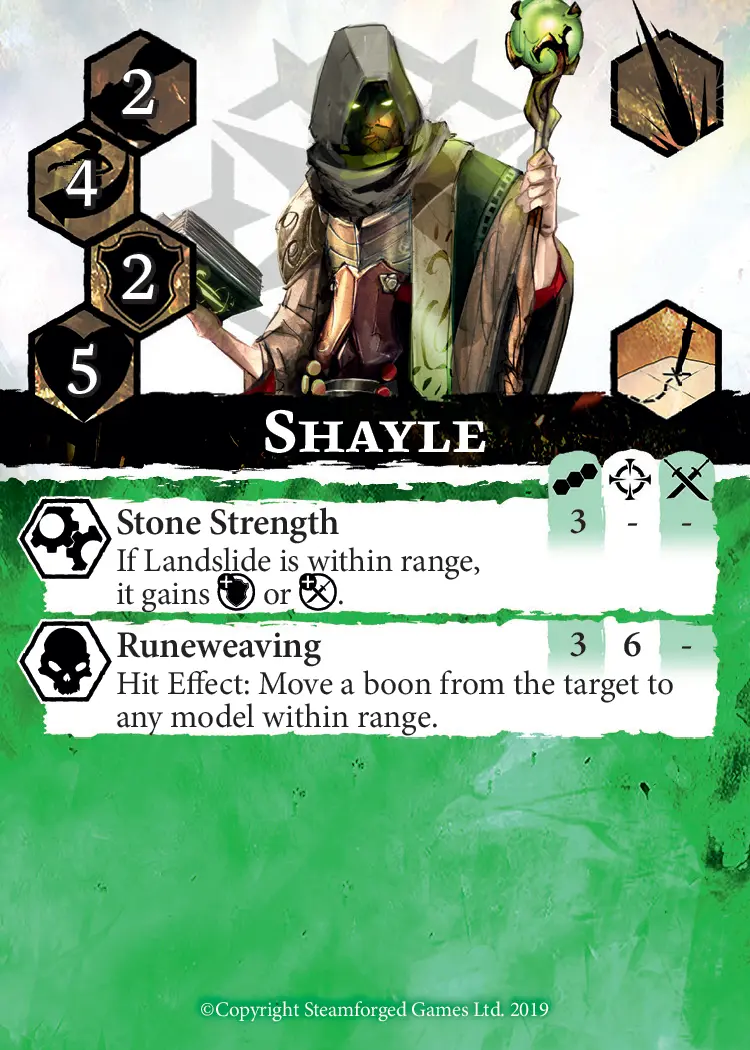 2
4
2
5
Shayle
Stone Strength 3 - -
If Landslide is within range,
it gains or .
Runeweaving 3 6 -
Hit Effect: Move a boon from the target to
any model within range.
©Copyright Steamforged Games Ltd. 2019